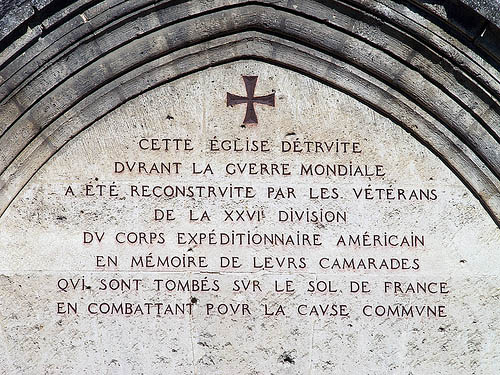 CETTE ÉGLISE DÉTRVITE
DVRANT LA GVERRE MONDIALE
A ÉTÉ RECONSTRVITE PAR LES VÉTÉRANS
DE LA XXVIᵉ DIVISION
DV CORPS EXPÉDITIONNAIRE AMÉRICAIN
EN MÉMOIRE DE LEVRS CAMARADES
QVI SONT TOMBÉS SVR LE SOL DE FRANCE
EN COMBATTANT POVR LA CAVSE COMMVNE